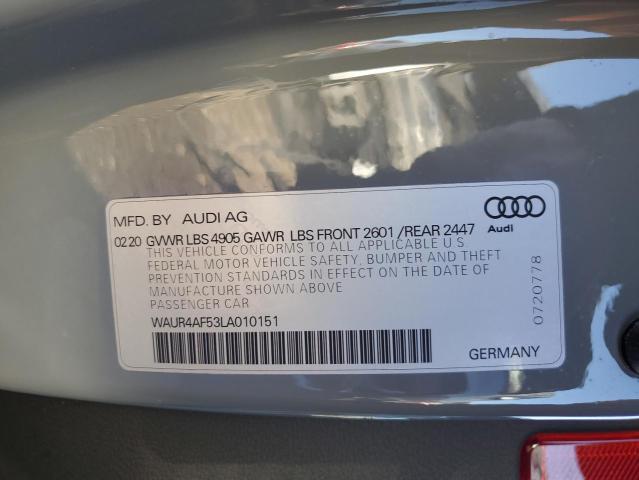 MFD. BY AUDI AG
Audi
02 20 GVWR LBS 4905 GAWR LBS FRONT 2601 /REAR 2447
THIS VEHICLE CONFORMS TO ALL APPLICABLE U S
FEDERAL MOTOR VEHICLE SAFETY, BUMPER AND THEFT
PREVENTION STANDARDS IN EFFECT ON THE DATE OF
MANUFACTURE SHOWN ABOVE
PASSENGER CAR
WAUR4AF53LA010151
GERMANY
0720778